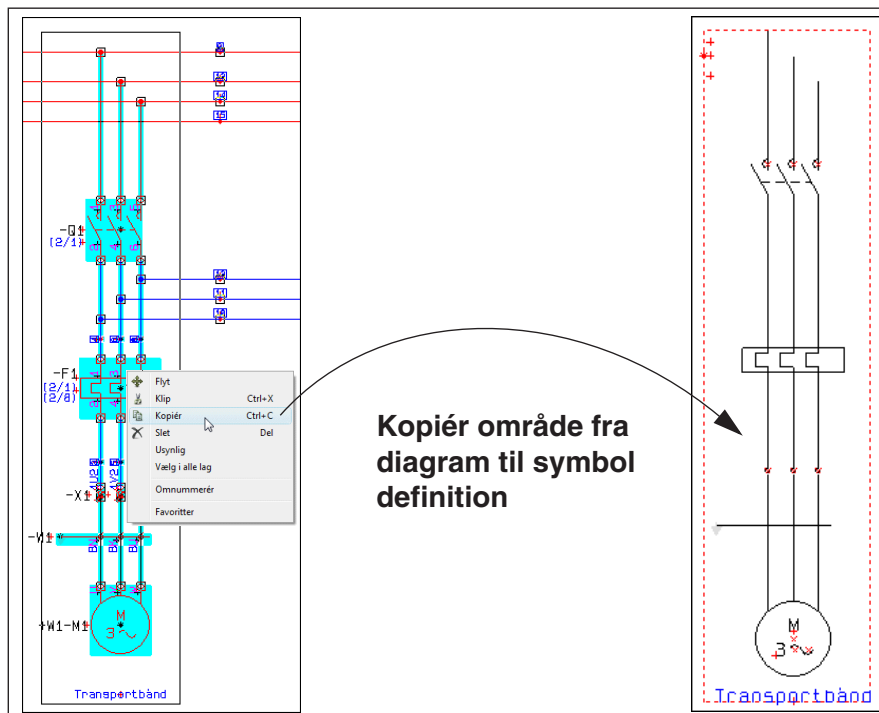 -Q1
(2/1)
-F1
(2/1)
(2/8)
-X1
-W1
+W1-M1
M
3
Transportbånd
Flyt
Klip Ctrl+X
Kopiér Ctrl+C
Slet Del
Usynlig
Vælg i alle lag
Omnummerér
Favoritter
Kopiér område fra
diagram til symbol
definition
M
3
Transportbånd